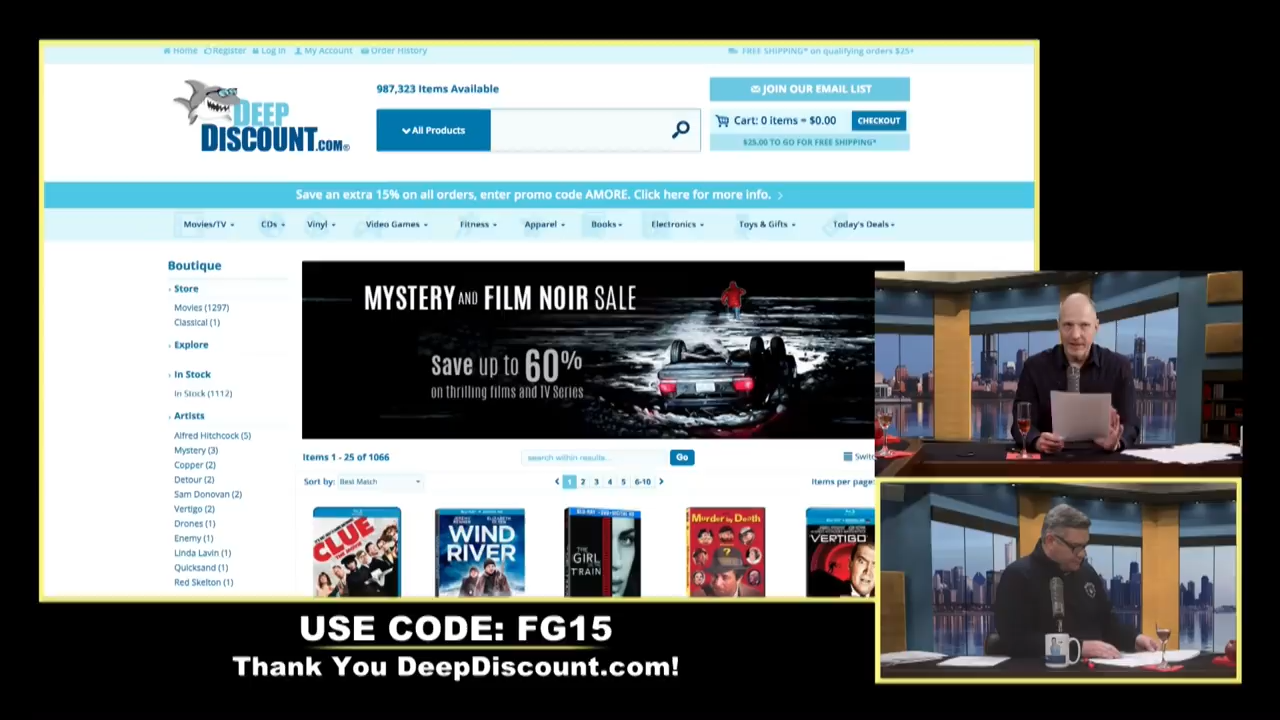 Home Register Log In My Account Order History
FREE SHIPPING* on qualifying orders $25+
DEEP
DISCOUNT.COM®
987,323 Items Available
All Products
JOIN OUR EMAIL LIST
Cart: 0 items = $0.00 CHECKOUT
$25.00 TO GO FOR FREE SHIPPING*
Save an extra 15% on all orders, enter promo code AMORE. Click here for more info.
Movies/TV CDs Vinyl Video Games Fitness Apparel Books Electronics Toys & Gifts Today's Deals
Boutique
Store
Movies (1297)
Classical (1)
Explore
In Stock
In Stock (1112)
Artists
Alfred Hitchcock (5)
Mystery (3)
Copper (2)
Detour (2)
Sam Donovan (2)
Vertigo (2)
Drones (1)
Enemy (1)
Linda Lavin (1)
Quicksand (1)
Red Skelton (1)
MYSTERY AND FILM NOIR SALE
Save up to 60%
on thrilling films and TV Series
Items 1 - 25 of 1066
search within results...
Go
Sort by: Best Match
1 2 3 4 5 6-10
Items per page:
CLUE
THE MOVIE
WIND
RIVER
THE
GIRL
TRAIN
Murder by Death
VERTIGO
USE CODE: FG15
Thank You DeepDiscount.com!